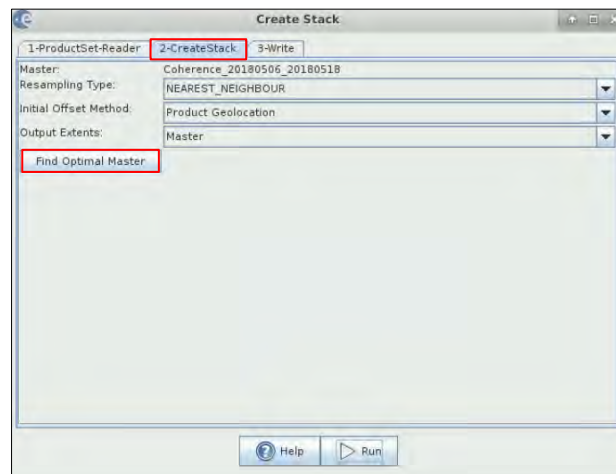 Create Stack
1-ProductSet-Reader 2-CreateStack 3-Write
Master: Coherence_20180506_20180518
Resampling Type: NEAREST_NEIGHBOUR
Initial Offset Method: Product Geolocation
Output Extents: Master
Find Optimal Master
Help Run